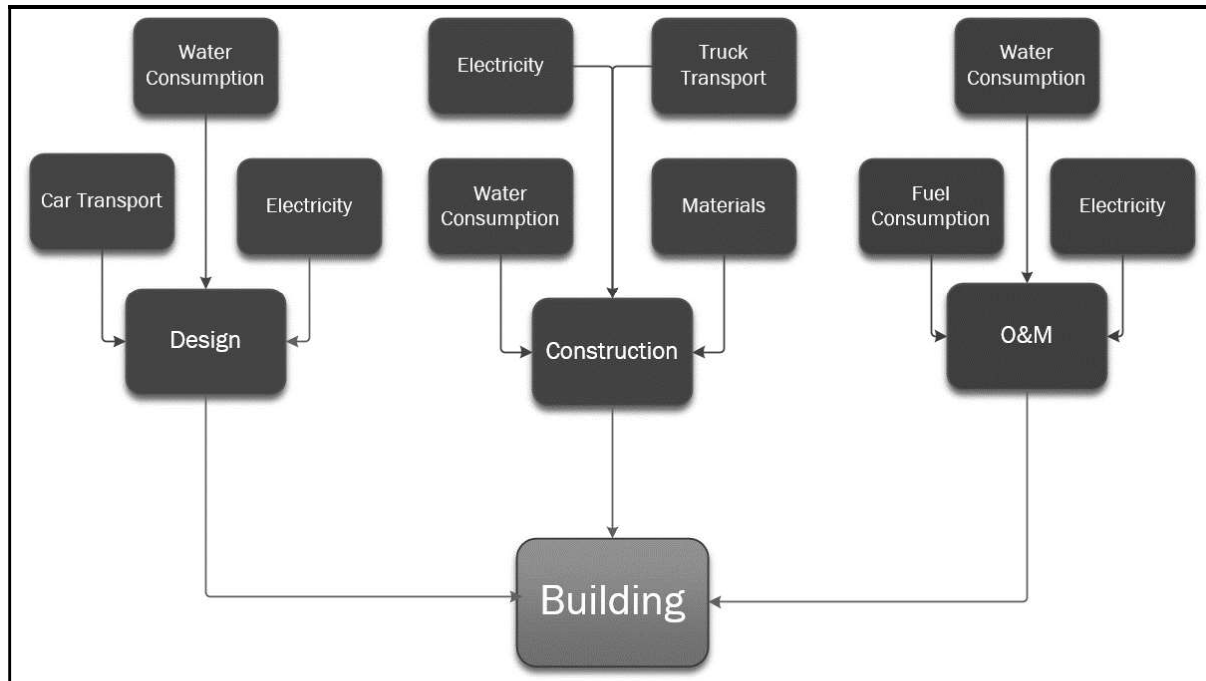 Water
Consumption
Electricity
Truck
Transport
Water
Consumption
Car Transport
Electricity
Water
Consumption
Materials
Fuel
Consumption
Electricity
Design
Construction
O&M
Building